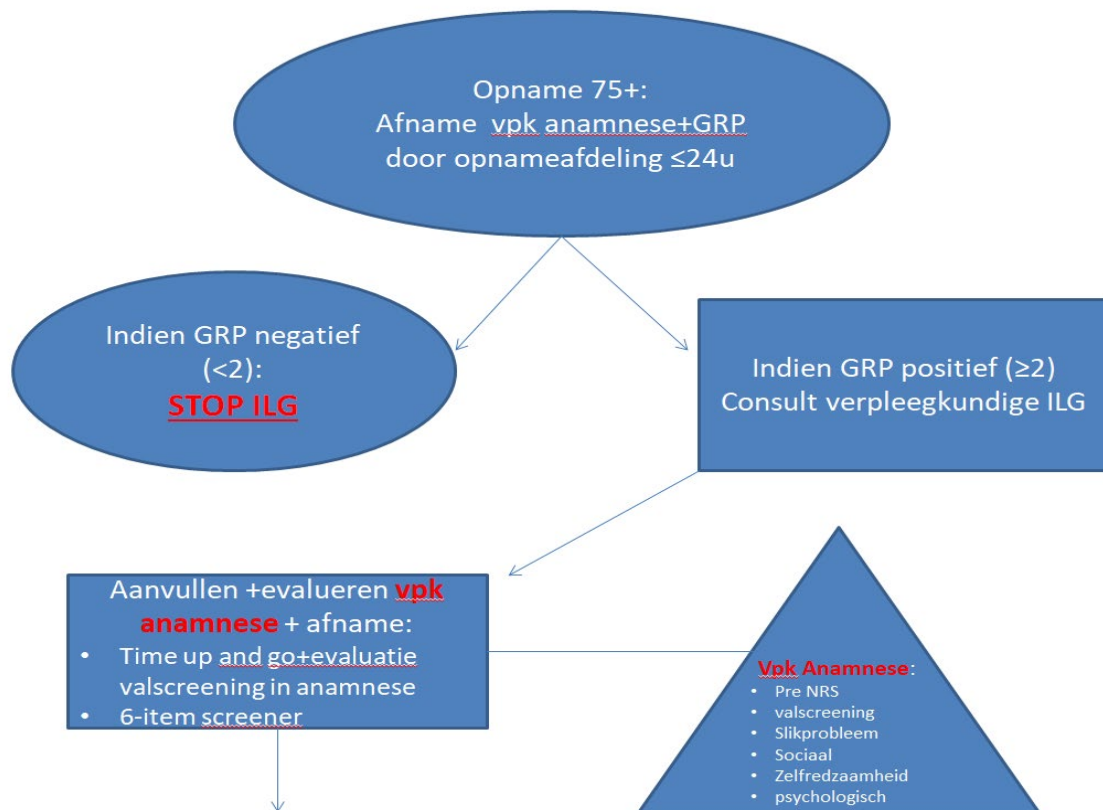 Opname 75+:
Afname vpk anamnese+GRP
door opnameafdeling ≤24u
Indien GRP negatief
(<2):
STOP ILG
Indien GRP positief (≥2)
Consult verpleegkundige ILG
Aanvullen +evalueren vpk
anamnese + afname:
• Time up and go+evaluatie
valscreening in anamnese
• 6-item screener
Vpk Anamnese:
• Pre NRS
• valscreening
• Slikprobleem
• Sociaal
• Zelfredzaamheid
• psychologisch